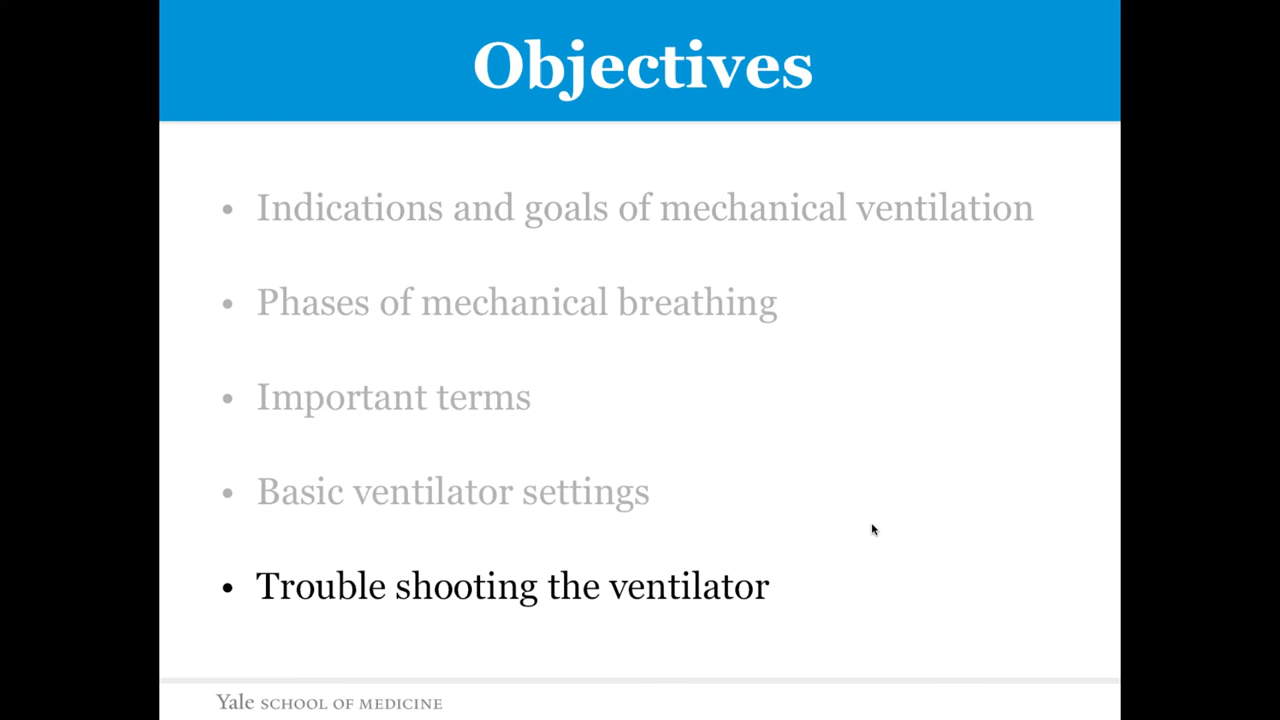 Objectives
• Indications and goals of mechanical ventilation
• Phases of mechanical breathing
• Important terms
• Basic ventilator settings
• Trouble shooting the ventilator
Yale SCHOOL OF MEDICINE